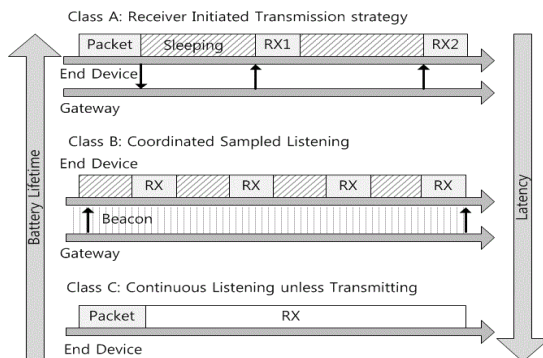 Class A: Receiver Initiated Transmission strategy
Packet Sleeping RX1 RX2
End Device
Gateway
Class B: Coordinated Sampled Listening
End Device
RX RX RX RX
Beacon
Gateway
Class C: Continuous Listening unless Transmitting
Packet RX
End Device
Battery Lifetime
Latency